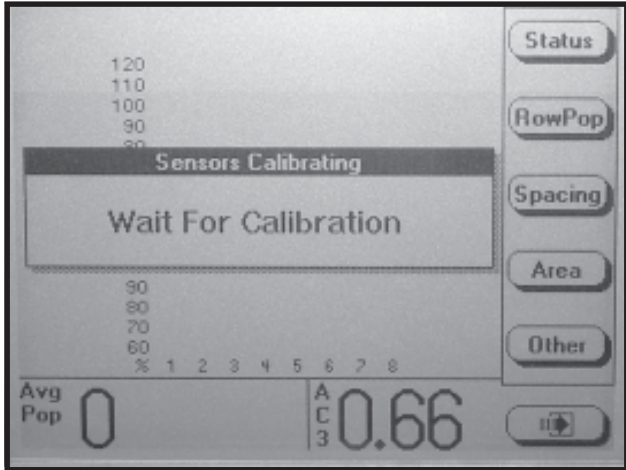 Status
120
110
100
RowPop
90
Sensors Calibrating
Wait For Calibration
Spacing
Area
90
80
70
60
Other
% 1 2 3 4 5 6 7 8
Avg
Pop 0
A
C
3 0.66